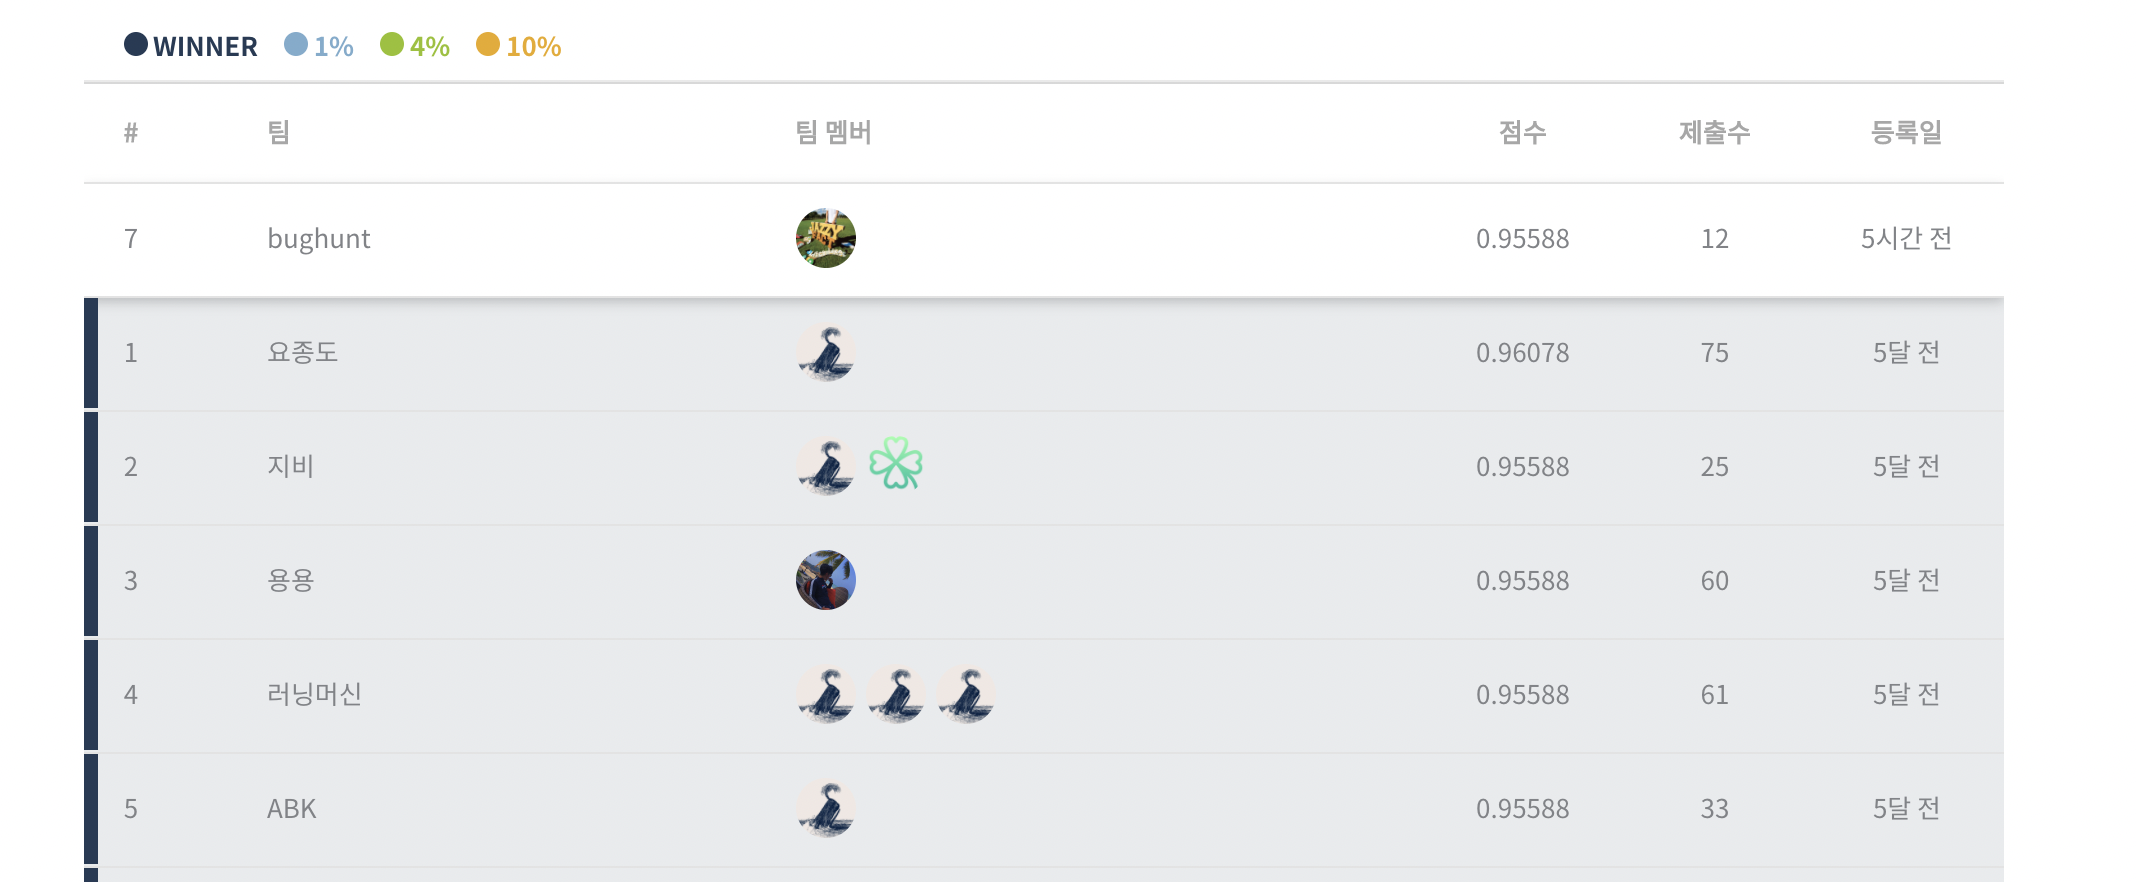 WINNER 1% 4% 10%
# 팀 팀 멤버 점수 제출수 등록일
7 bughunt 0.95588 12 5시간 전
1 요종도 0.96078 75 5달 전
2 지비 0.95588 25 5달 전
3 용용 0.95588 60 5달 전
4 러닝머신 0.95588 61 5달 전
5 ABK 0.95588 33 5달 전